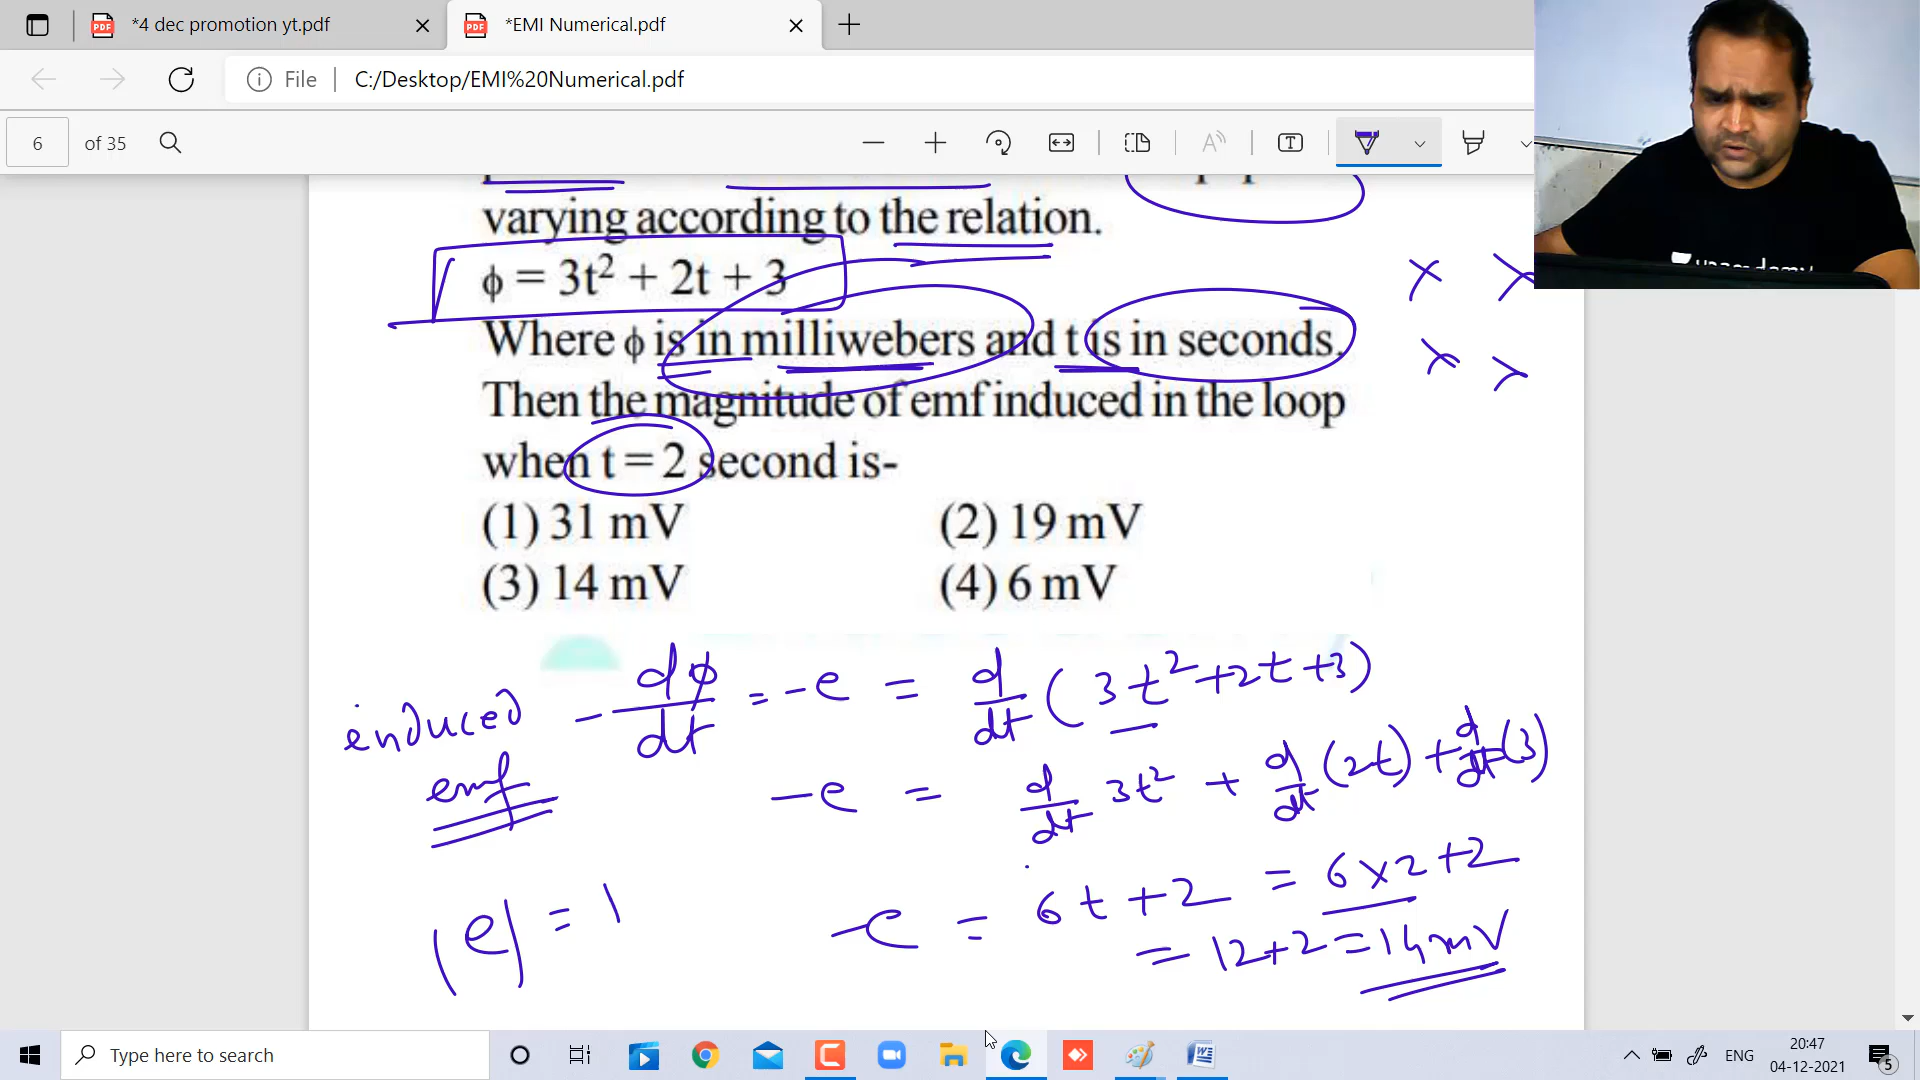 *4 dec promotion yt.pdf
*EMI Numerical.pdf
File
C:/Desktop/EMI%20Numerical.pdf
6 of 35
varying according to the relation.
ϕ = 3t² + 2t + 3
Where ϕ is in milliwebers and t is in seconds.
Then the magnitude of emf induced in the loop
when t = 2 second is-
(1) 31 mV (2) 19 mV
(3) 14 mV (4) 6 mV
induced - dϕ/dt = -e = d/dt (3t²+2t+3)
emf -e = d/dt 3t² + d/dt (2t) + d/dt (3)
-e = 6t+2 = 6×2+2
|e| = 1
= 12+2 = 14mV
Type here to search
ENG
20:47
04-12-2021
5